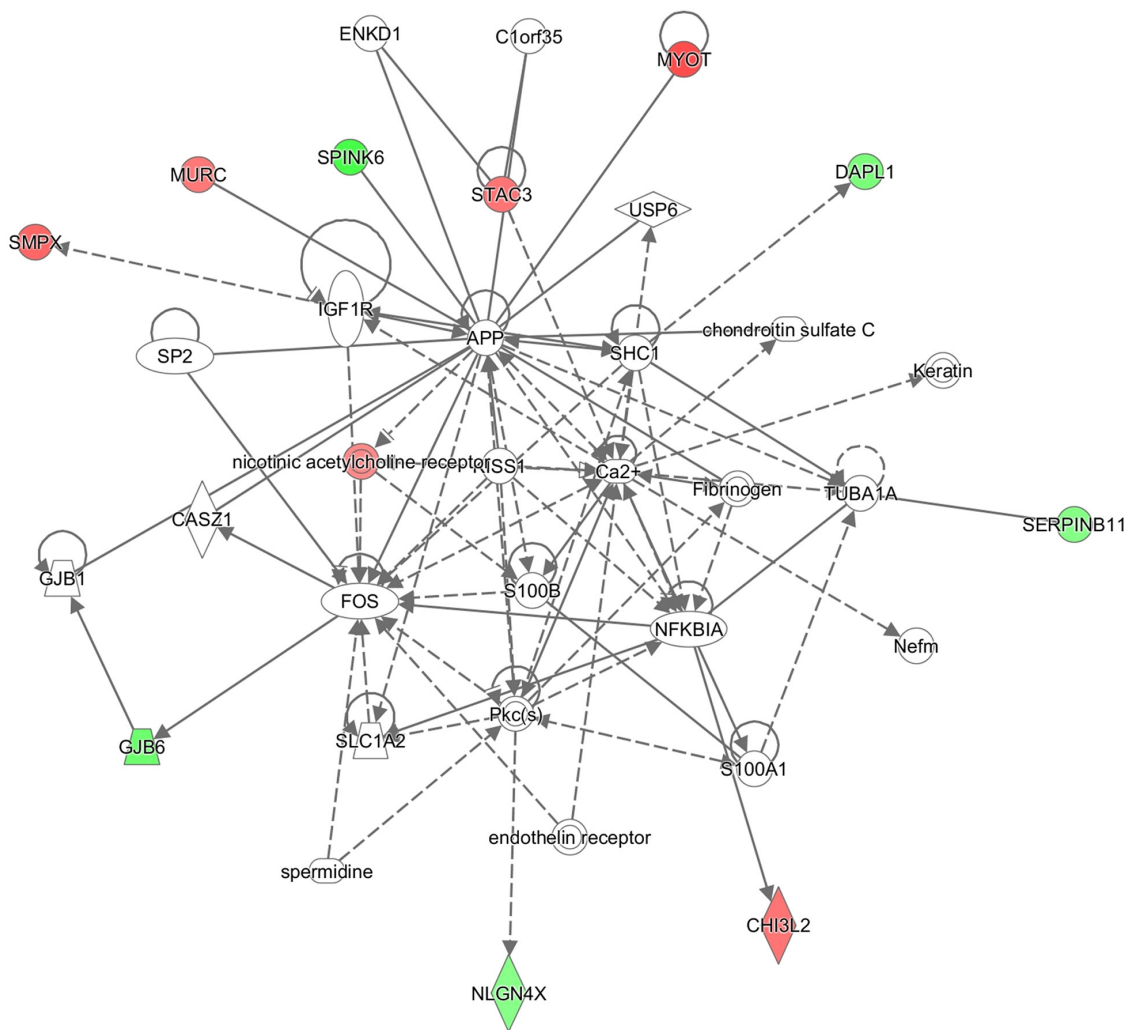 ENKD1
C1orf35
MYOT
SPINK6
MURC
STAC3
DAPL1
USP6
SMPX
IGF1R
APP
chondroitin sulfate C
SP2
SHC1
Keratin
nicotinic acetylcholine receptor
KISS1
Ca2+
Fibrinogen
TUBA1A
CASZ1
SERPINB11
GJB1
FOS
S100B
NFKBIA
Nefm
Pkc(s)
GJB6
SLC1A2
S100A1
endothelin receptor
spermidine
CHI3L2
NLGN4X